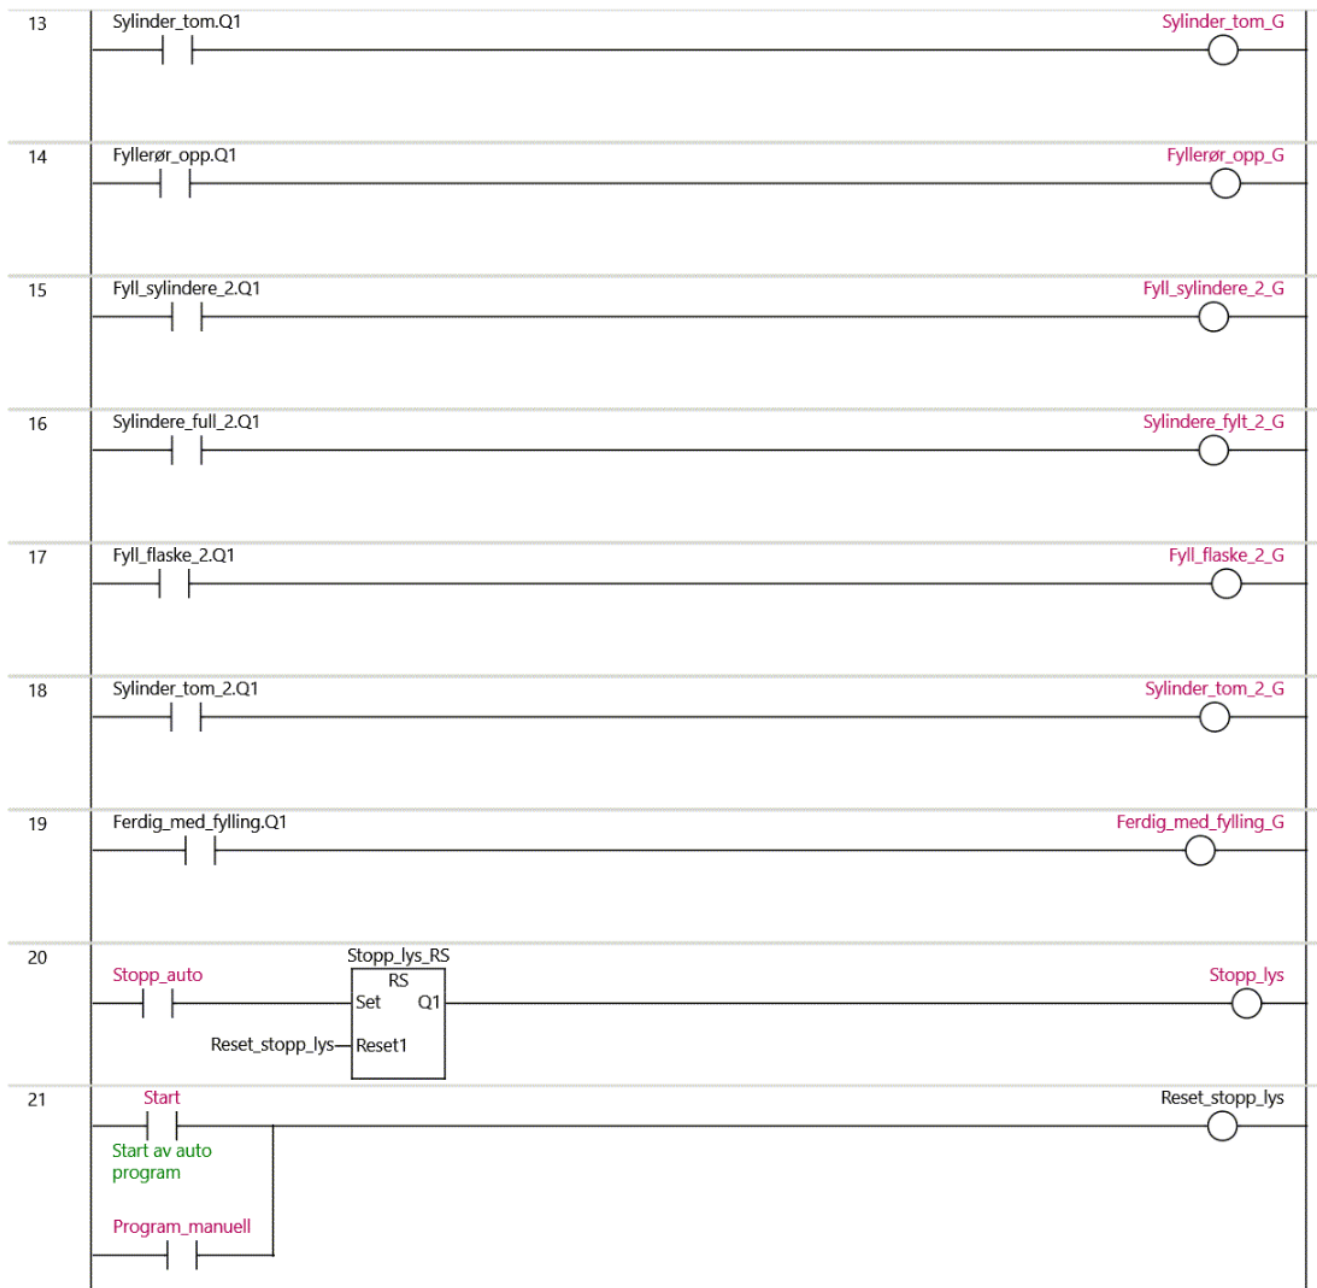 13
Sylinder_tom.Q1
Sylinder_tom_G
14
Fyllerør_opp.Q1
Fyllerør_opp_G
15
Fyll_sylindere_2.Q1
Fyll_sylindere_2_G
16
Sylindere_full_2.Q1
Sylindere_fylt_2_G
17
Fyll_flaske_2.Q1
Fyll_flaske_2_G
18
Sylinder_tom_2.Q1
Sylinder_tom_2_G
19
Ferdig_med_fylling.Q1
Ferdig_med_fylling_G
20
Stopp_lys_RS
Stopp_auto
RS
Stopp_lys
Set Q1
Reset_stopp_lys
Reset1
21
Start
Reset_stopp_lys
Start av auto
program
Program_manuell